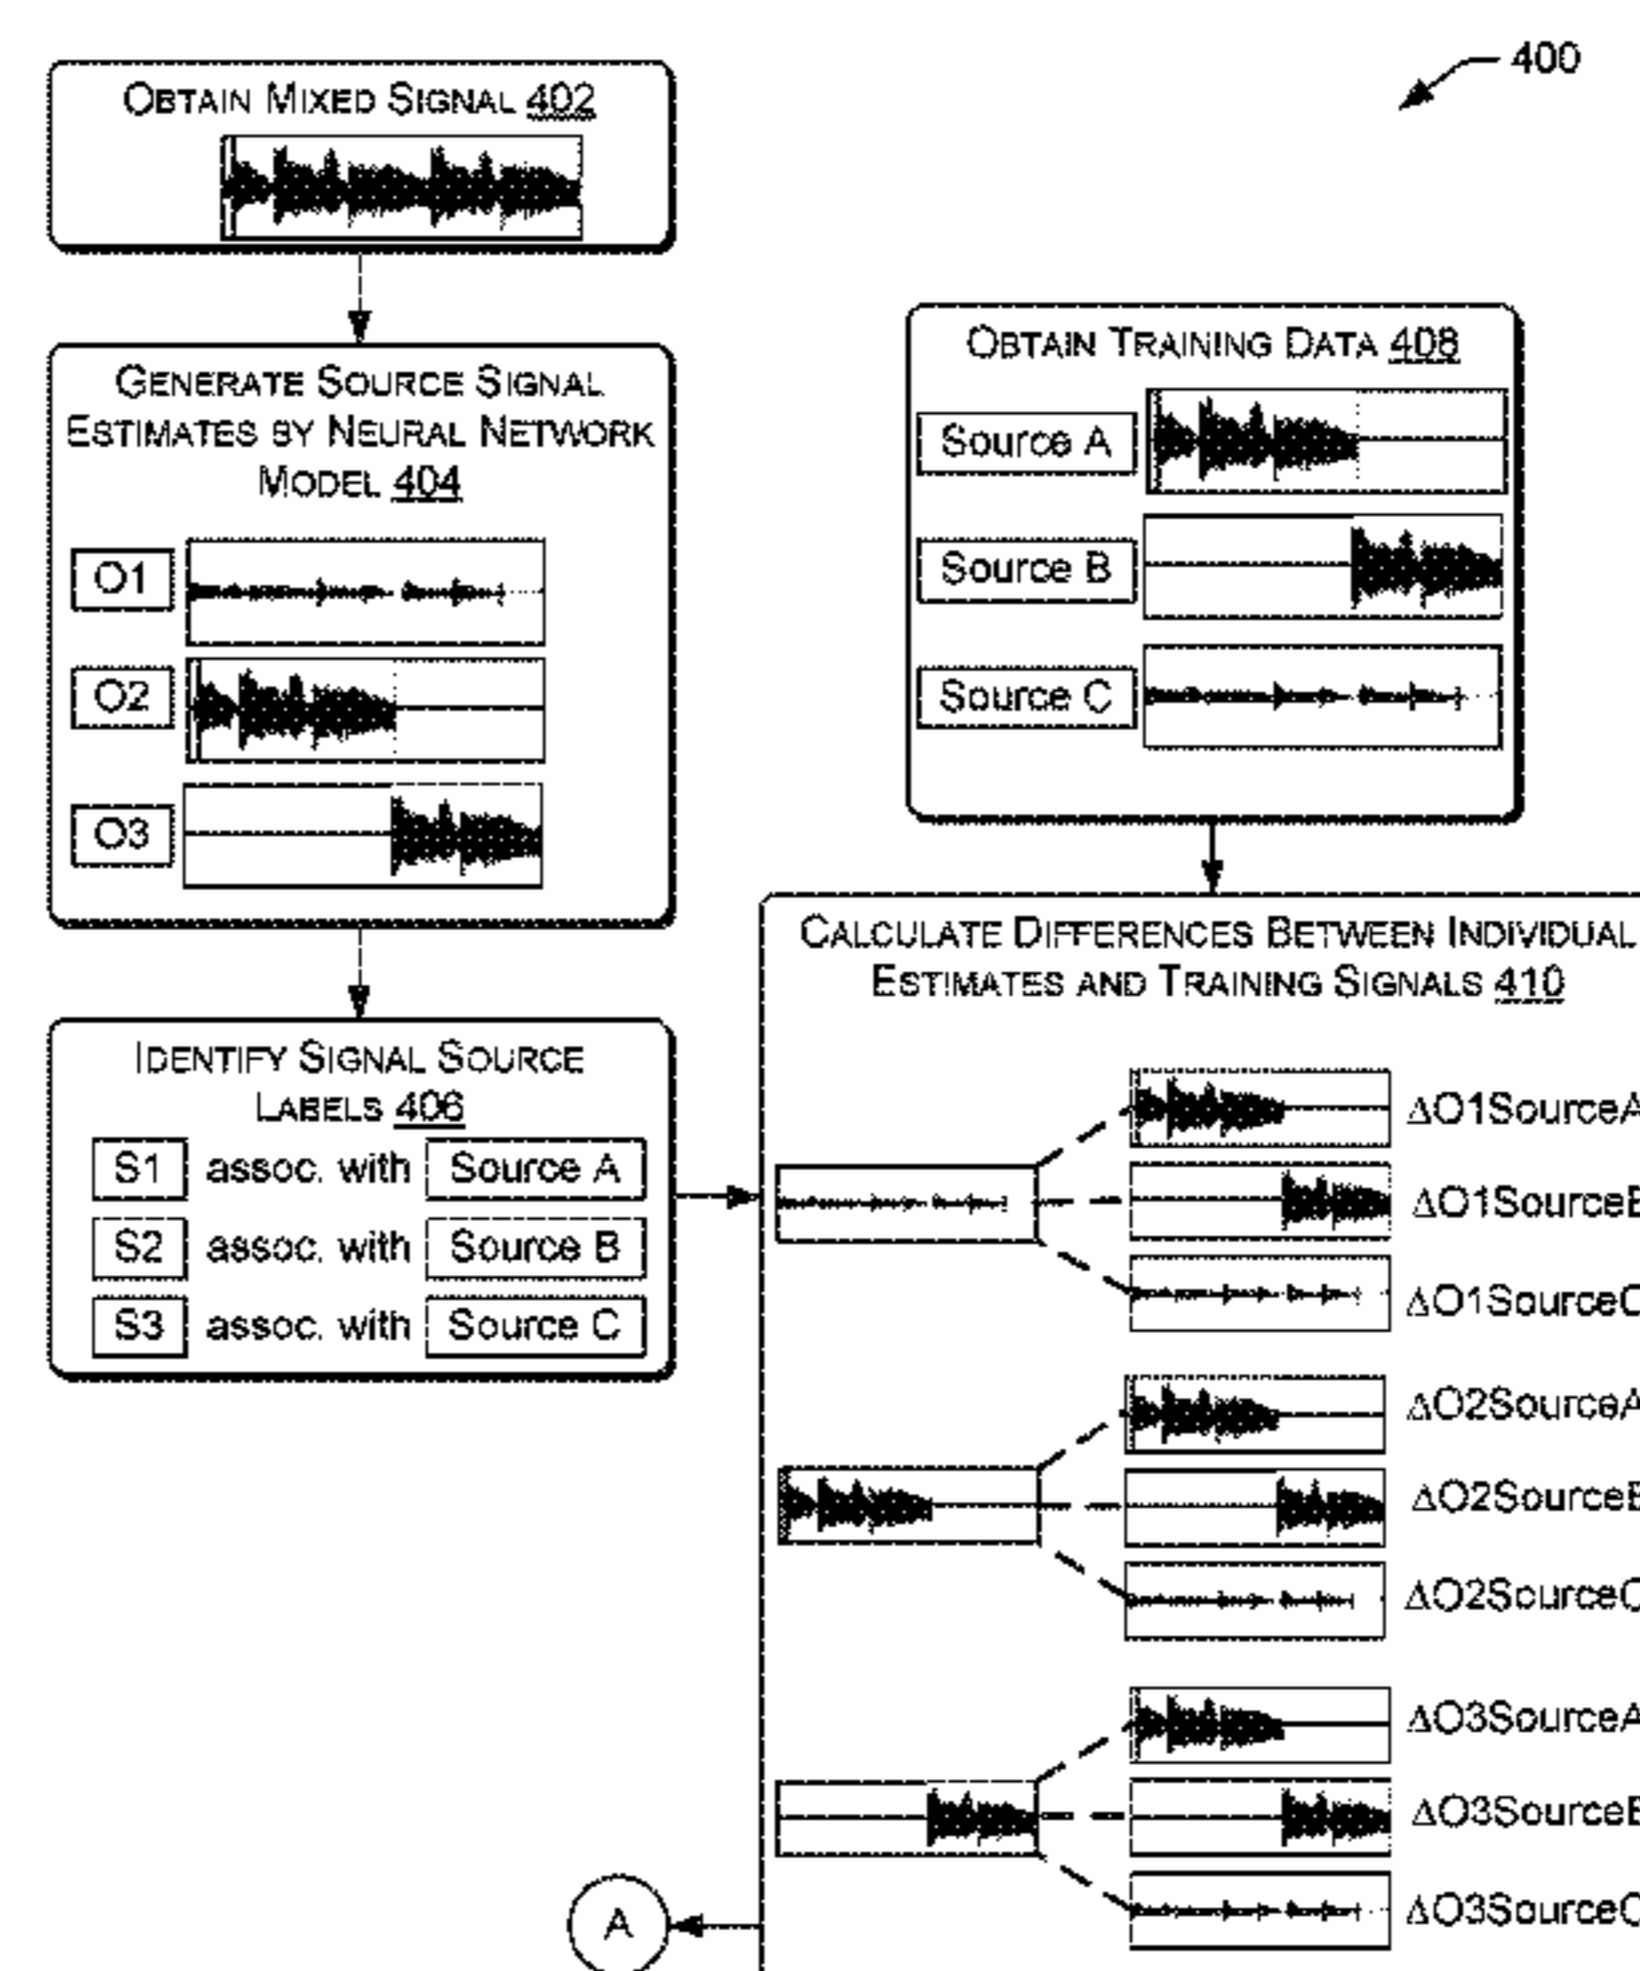 400
OBTAIN MIXED SIGNAL 402
GENERATE SOURCE SIGNAL
ESTIMATES BY NEURAL NETWORK
MODEL 404
O1
O2
O3
IDENTIFY SIGNAL SOURCE
LABELS 406
S1 assoc. with Source A
S2 assoc. with Source B
S3 assoc. with Source C
OBTAIN TRAINING DATA 408
Source A
Source B
Source C
CALCULATE DIFFERENCES BETWEEN INDIVIDUAL
ESTIMATES AND TRAINING SIGNALS 410
ΔO1SourceA
ΔO1SourceB
ΔO1SourceC
ΔO2SourceA
ΔO2SourceB
ΔO2SourceC
ΔO3SourceA
ΔO3SourceB
ΔO3SourceC
A